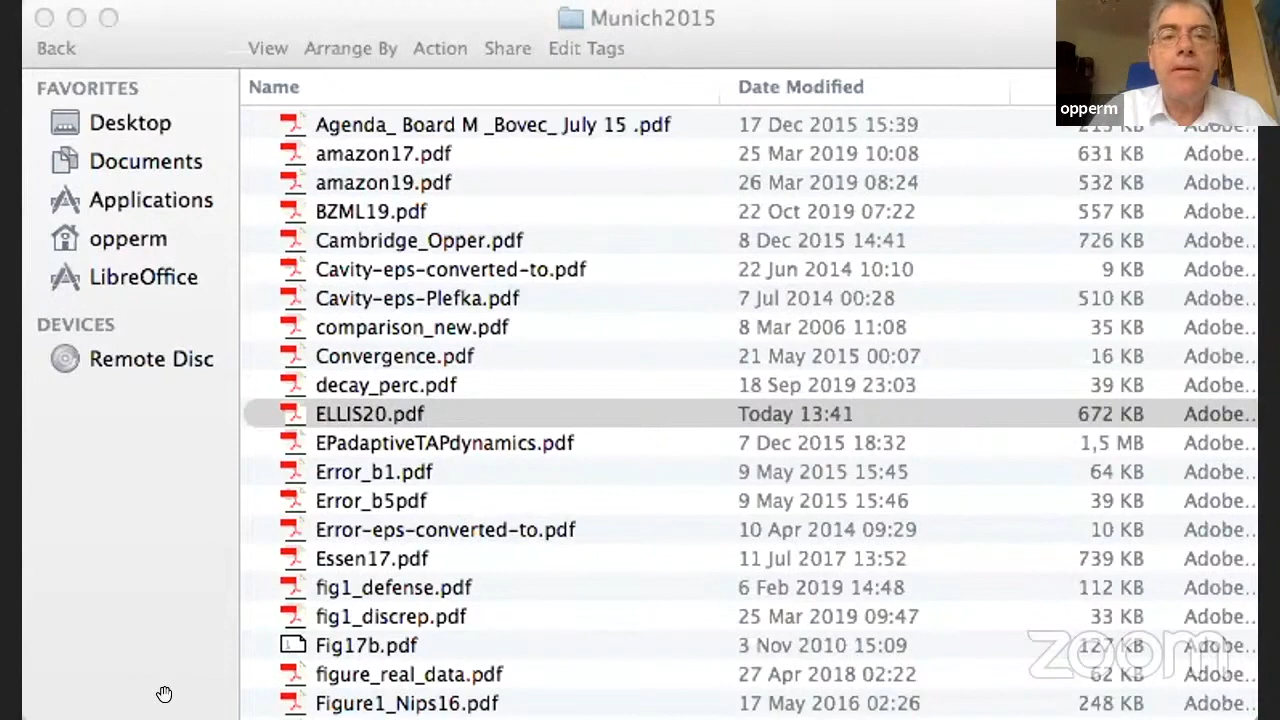 Munich2015
Back View Arrange By Action Share Edit Tags
opperm
FAVORITES
Desktop
Documents
Applications
opperm
LibreOffice
DEVICES
Remote Disc
Name Date Modified
Agenda_ Board M _Bovec_ July 15 .pdf 17 Dec 2015 15:39 215 KB Adobe..
amazon17.pdf 25 Mar 2019 10:08 631 KB Adobe..
amazon19.pdf 26 Mar 2019 08:24 532 KB Adobe..
BZML19.pdf 22 Oct 2019 07:22 557 KB Adobe..
Cambridge_Opper.pdf 8 Dec 2015 14:41 726 KB Adobe..
Cavity-eps-converted-to.pdf 22 Jun 2014 10:10 9 KB Adobe..
Cavity-eps-Plefka.pdf 7 Jul 2014 00:28 510 KB Adobe..
comparison_new.pdf 8 Mar 2006 11:08 35 KB Adobe..
Convergence.pdf 21 May 2015 00:07 16 KB Adobe..
decay_perc.pdf 18 Sep 2019 23:03 39 KB Adobe..
ELLIS20.pdf Today 13:41 672 KB Adobe..
EPadaptiveTAPdynamics.pdf 7 Dec 2015 18:32 1,5 MB Adobe..
Error_b1.pdf 9 May 2015 15:45 64 KB Adobe..
Error_b5pdf 9 May 2015 15:46 39 KB Adobe..
Error-eps-converted-to.pdf 10 Apr 2014 09:29 10 KB Adobe..
Essen17.pdf 11 Jul 2017 13:52 739 KB Adobe..
fig1_defense.pdf 6 Feb 2019 14:48 112 KB Adobe..
fig1_discrep.pdf 25 Mar 2019 09:47 33 KB Adobe..
Fig17b.pdf 3 Nov 2010 15:09 127 KB Adobe..
figure_real_data.pdf 27 Apr 2018 02:22 62 KB Adobe..
Figure1_Nips16.pdf 17 May 2016 02:26 248 KB Adobe..
zoom